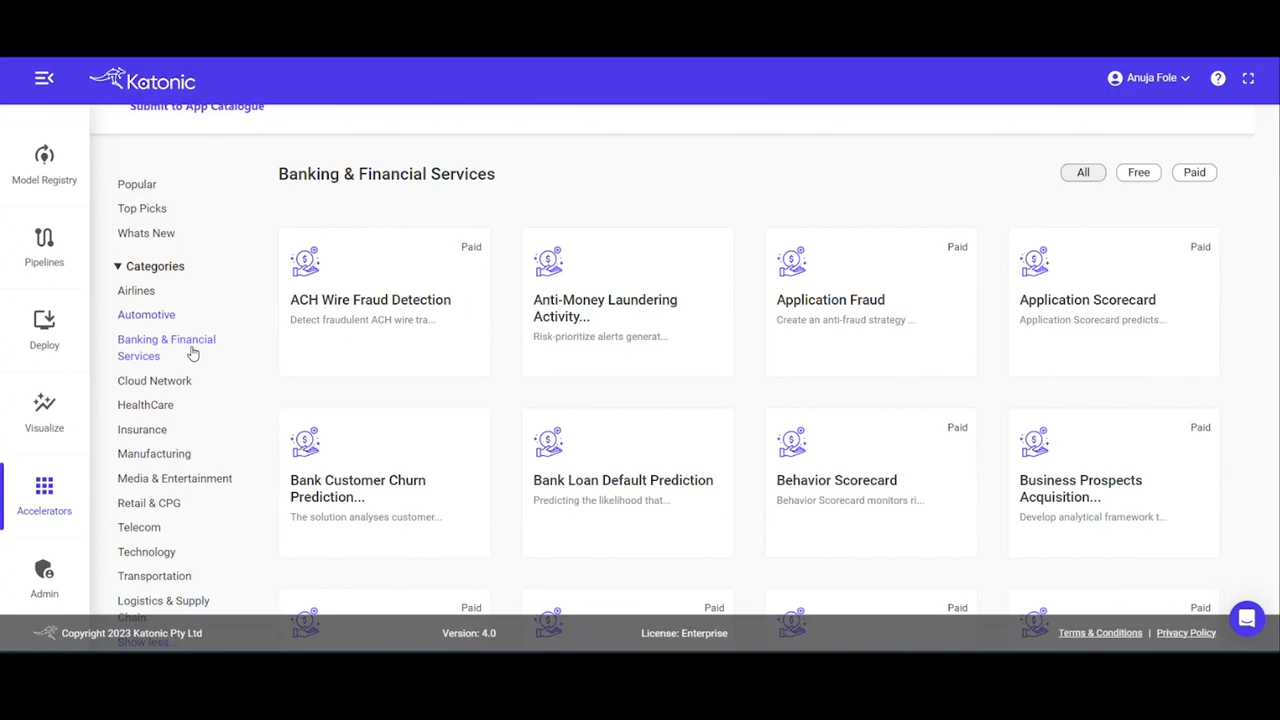 Katonic
Anuja Fole
?
Submit to App Catalogue
Model Registry
Pipelines
Deploy
Visualize
Accelerators
Admin
Popular
Top Picks
Whats New
Categories
Airlines
Automotive
Banking & Financial
Services
Cloud Network
HealthCare
Insurance
Manufacturing
Media & Entertainment
Retail & CPG
Telecom
Technology
Transportation
Logistics & Supply
Chain
Show less...
Banking & Financial Services
All
Free
Paid
Paid
ACH Wire Fraud Detection
Detect fraudulent ACH wire tra...
Anti-Money Laundering
Activity...
Risk-prioritize alerts generat...
Paid
Application Fraud
Create an anti-fraud strategy ...
Paid
Application Scorecard
Application Scorecard predicts...
Bank Customer Churn
Prediction...
The solution analyses customer...
Bank Loan Default Prediction
Predicting the likelihood that...
Paid
Behavior Scorecard
Behavior Scorecard monitors ri...
Paid
Business Prospects
Acquisition...
Develop analytical framework t...
Paid
Paid
Paid
Paid
Copyright 2023 Katonic Pty Ltd
Version: 4.0
License: Enterprise
Terms & Conditions | Privacy Policy